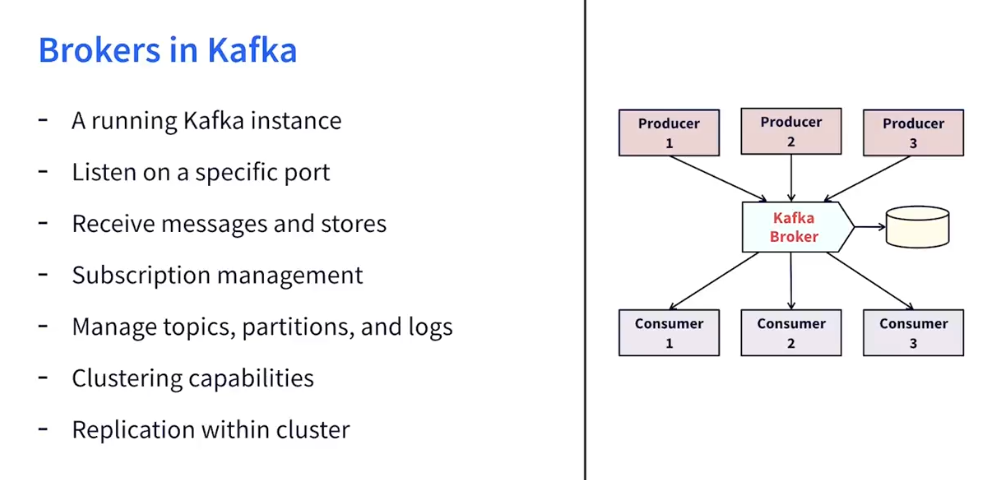 Brokers in Kafka
- A running Kafka instance
- Listen on a specific port
- Receive messages and stores
- Subscription management
- Manage topics, partitions, and logs
- Clustering capabilities
- Replication within cluster
Producer
1
Producer
2
Producer
3
Kafka
Broker
Consumer
1
Consumer
2
Consumer
3